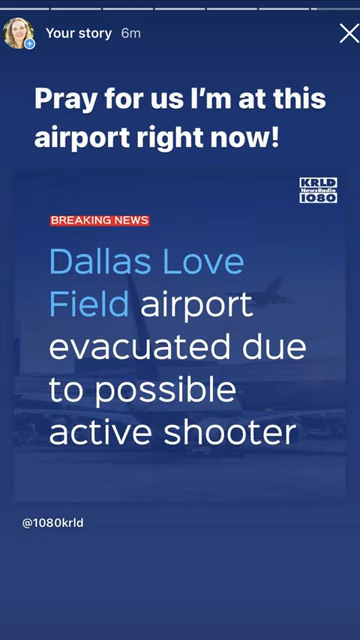 Your story 6m
Pray for us I'm at this
airport right now!
KRLD
NewsRadio
1080
BREAKING NEWS
Dallas Love
Field airport
evacuated due
to possible
active shooter
@1080krld